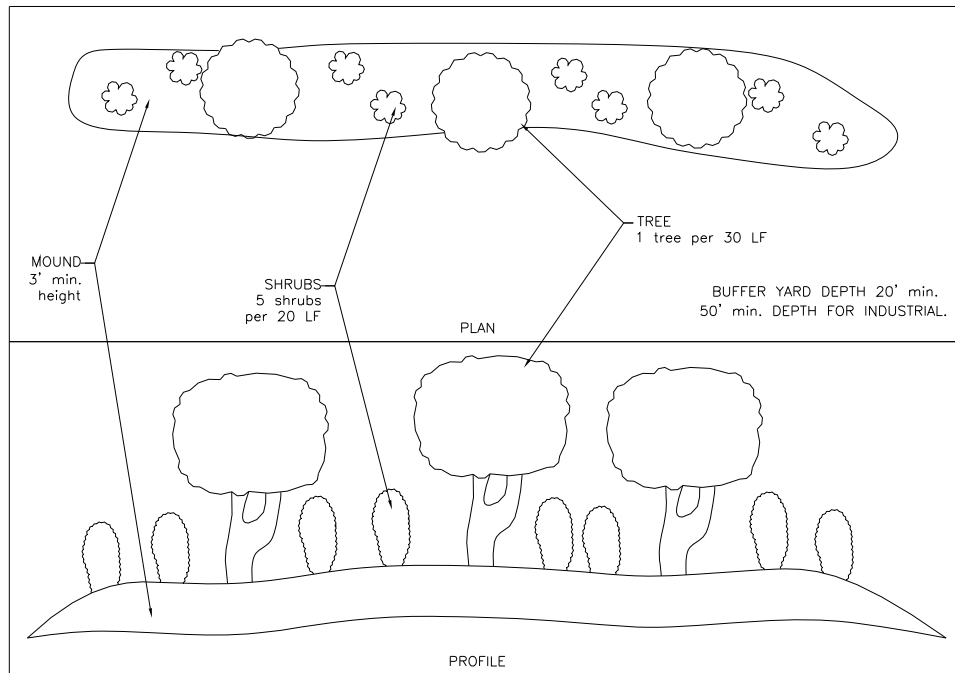 TREE
1 tree per 30 LF
MOUND
3' min.
height
SHRUBS
5 shrubs
per 20 LF
BUFFER YARD DEPTH 20' min.
50' min. DEPTH FOR INDUSTRIAL.
PLAN
PROFILE